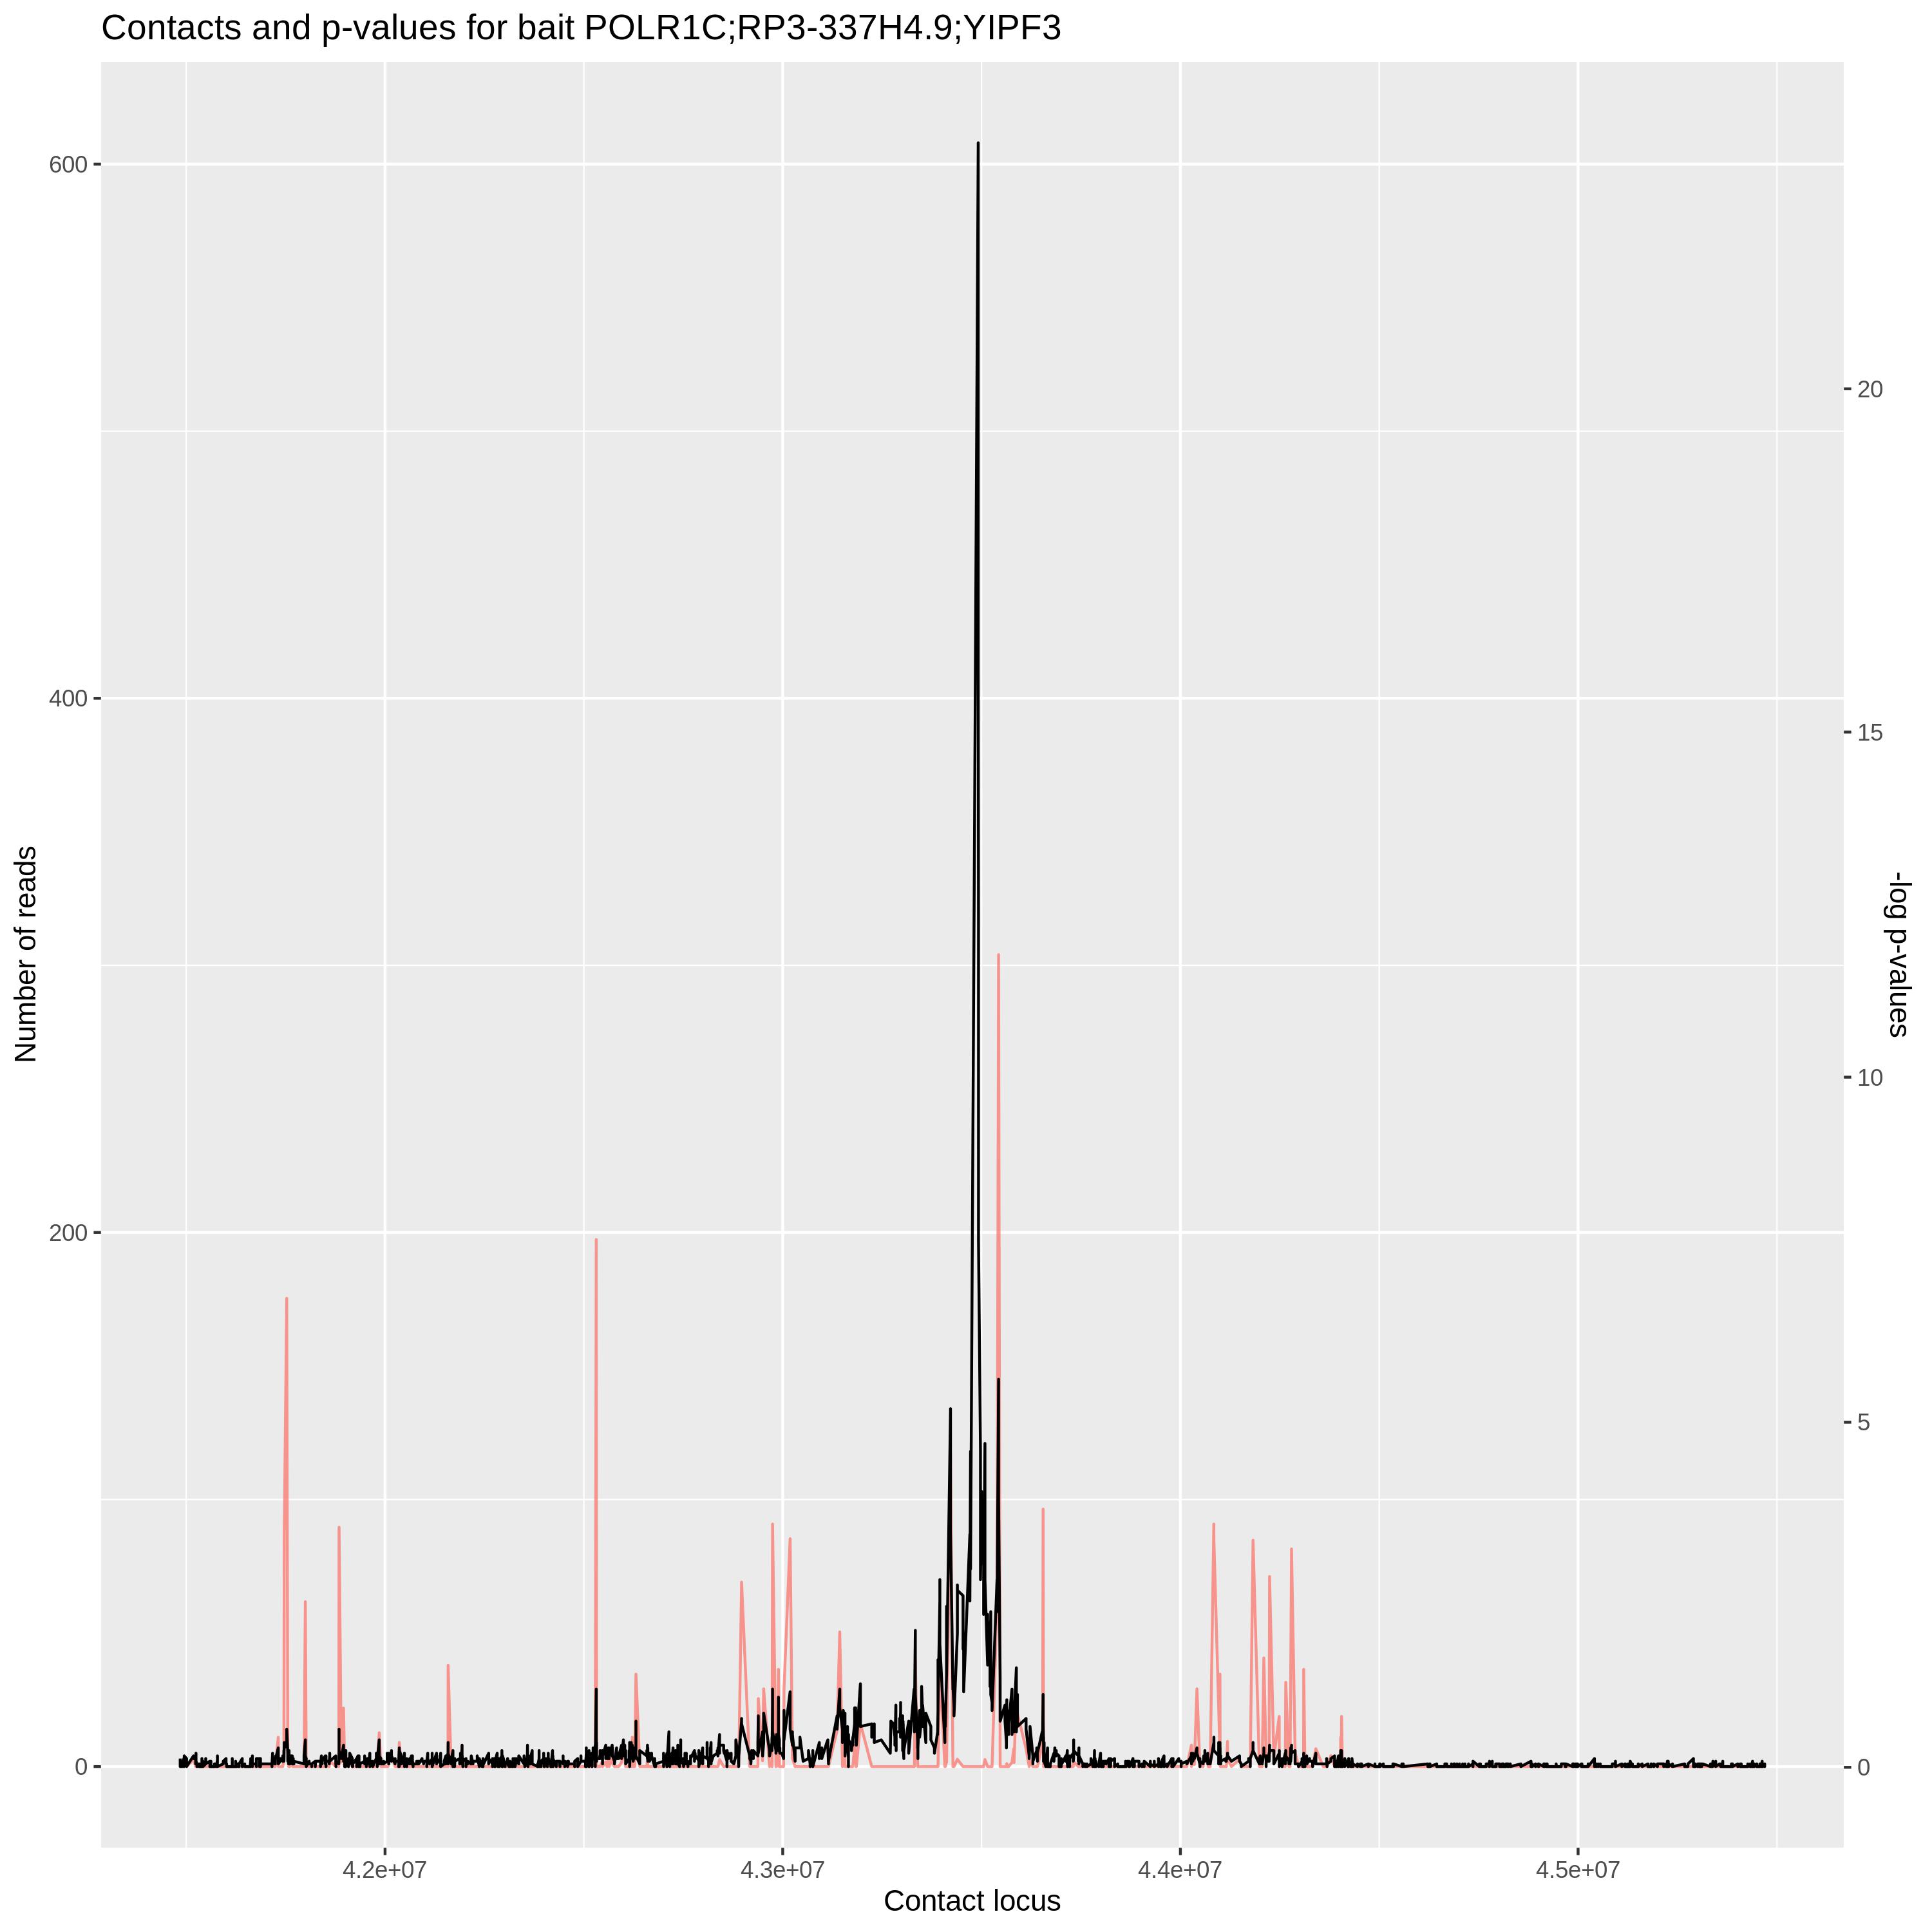 Contacts and p-values for bait POLR1C;RP3-337H4.9;YIPF3
600
400
200
0
Number of reads
20
15
10
5
0
-log p-values
4.2e+07
4.3e+07
4.4e+07
4.5e+07
Contact locus